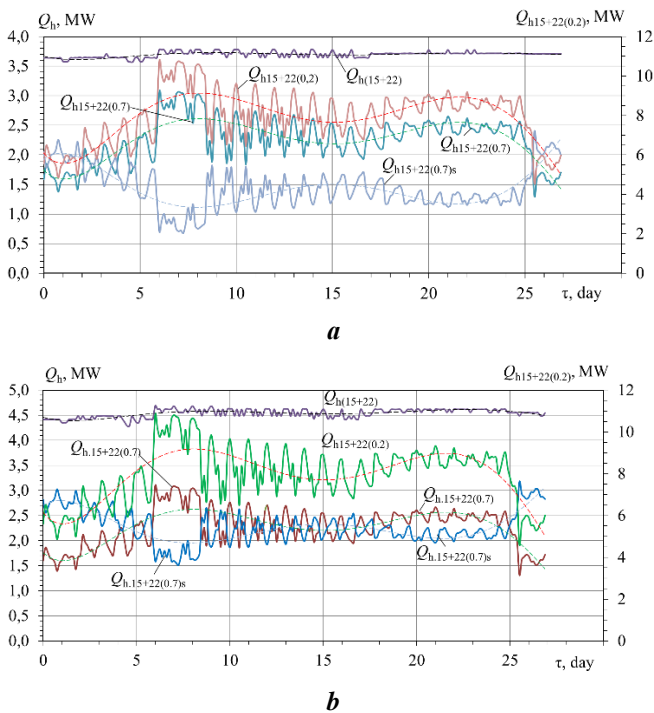 Qh, MW
Qh15+22(0.2), MW
4,0
3,5
3,0
2,5
2,0
1,5
1,0
0,5
0,0
12
10
8
6
4
2
0
Qh15+22(0,2)
Qh(15+22)
Qh15+22(0.7)
Qh15+22(0.7)
Qh15+22(0.7)s
0 5 10 15 20 25 τ, day
a
Qh, MW
Qh15+22(0.2), MW
5,0
4,5
4,0
3,5
3,0
2,5
2,0
1,5
1,0
0,5
0,0
12
10
8
6
4
2
0
Qh(15+22)
Qh.15+22(0.7)
Qh15+22(0.2)
Qh.15+22(0.7)
Qh.15+22(0.7)s
Qh.15+22(0.7)s
0 5 10 15 20 25 τ, day
b